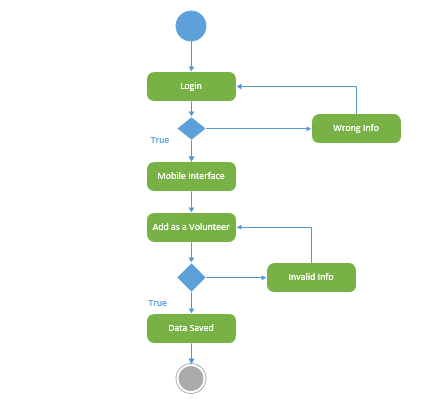 Login
Wrong Info
True
Mobile Interface
Add as a Volunteer
Invalid Info
True
Data Saved